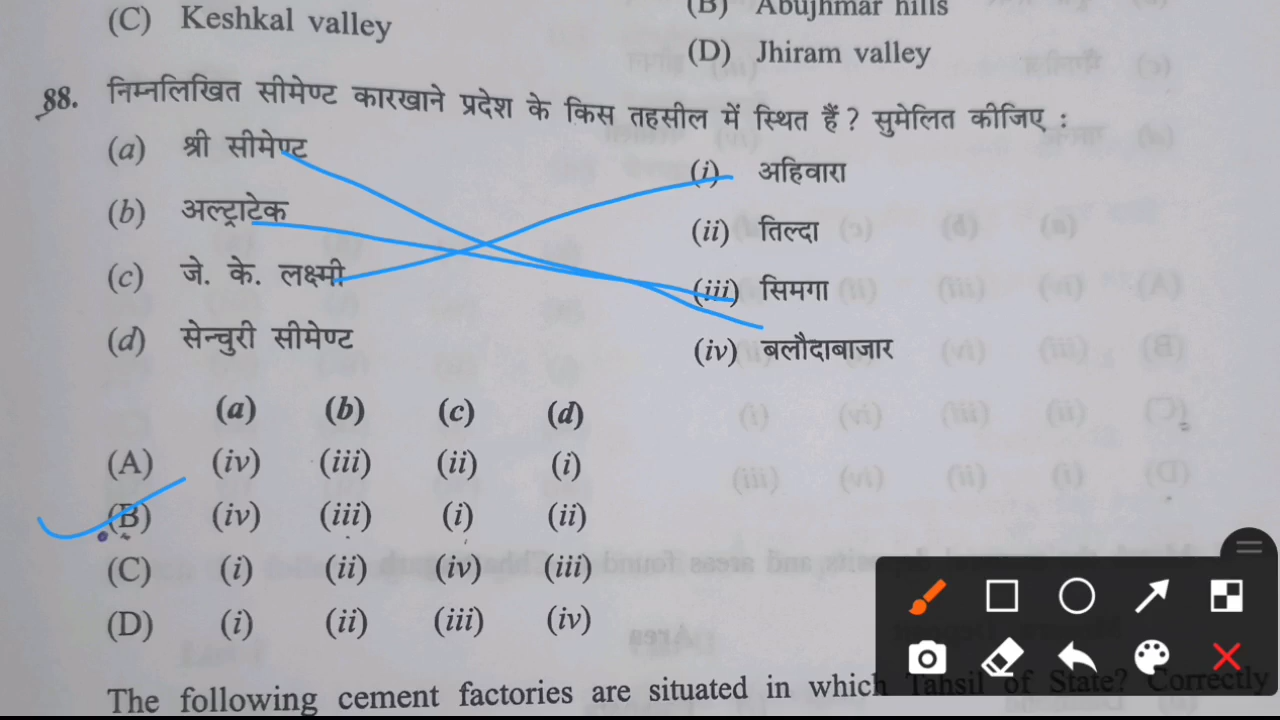 (C) Keshkal valley
(B) Abujhmar hills
(D) Jhiram valley
88. निम्नलिखित सीमेण्ट कारखाने प्रदेश के किस तहसील में स्थित हैं ? सुमेलित कीजिए :
(a) श्री सीमेण्ट (i) अहिवारा
(b) अल्ट्राटेक (ii) तिल्दा
(c) जे. के. लक्ष्मी (iii) सिमगा
(d) सेन्चुरी सीमेण्ट (iv) बलौदाबाजार
(a) (b) (c) (d)
(A) (iv) (iii) (ii) (i)
(B) (iv) (iii) (i) (ii)
(C) (i) (ii) (iv) (iii)
(D) (i) (ii) (iii) (iv)
The following cement factories are situated in which Tahsil of State? Correctly